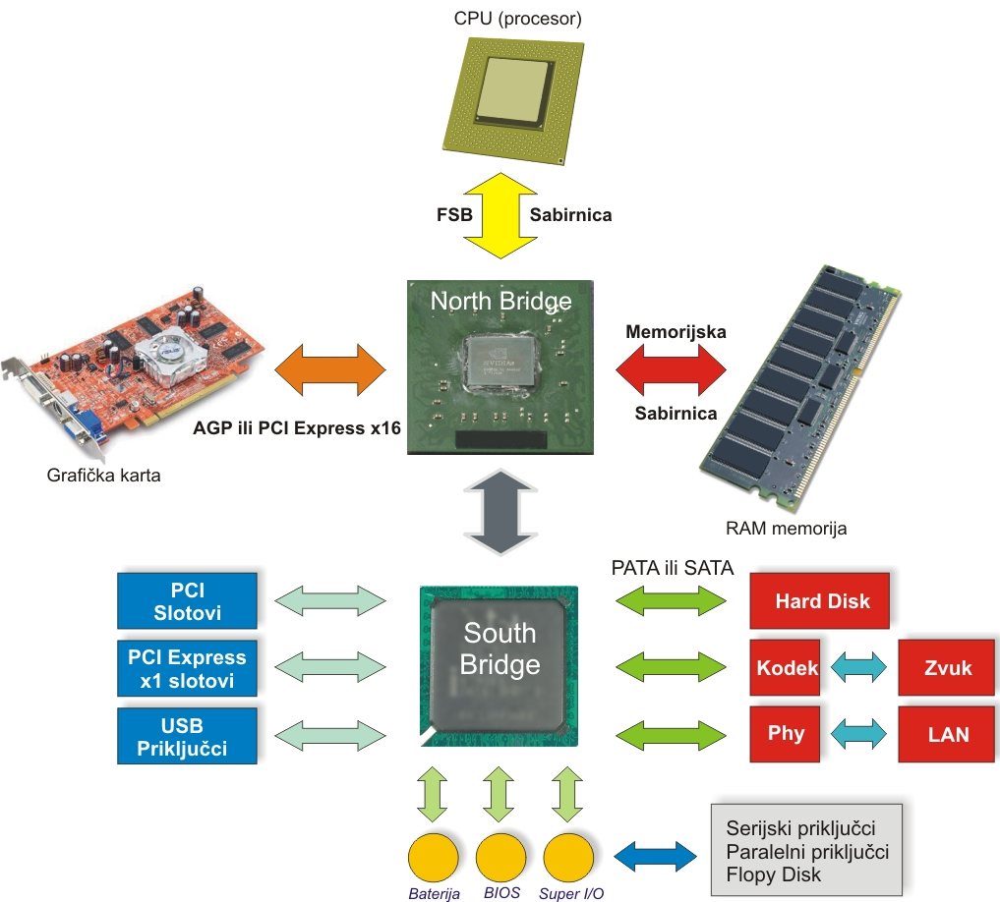 CPU (procesor)
FSB Sabirnica
North Bridge
NVIDIA
AGP ili PCI Express x16
Grafička karta
Memorijska
Sabirnica
RAM memorija
PATA ili SATA
PCI
Slotovi
PCI Express
x1 slotovi
USB
Priključci
South
Bridge
Hard Disk
Kodek
Zvuk
Phy
LAN
Baterija
BIOS
Super I/O
Serijski priključci
Paralelni priključci
Flopy Disk